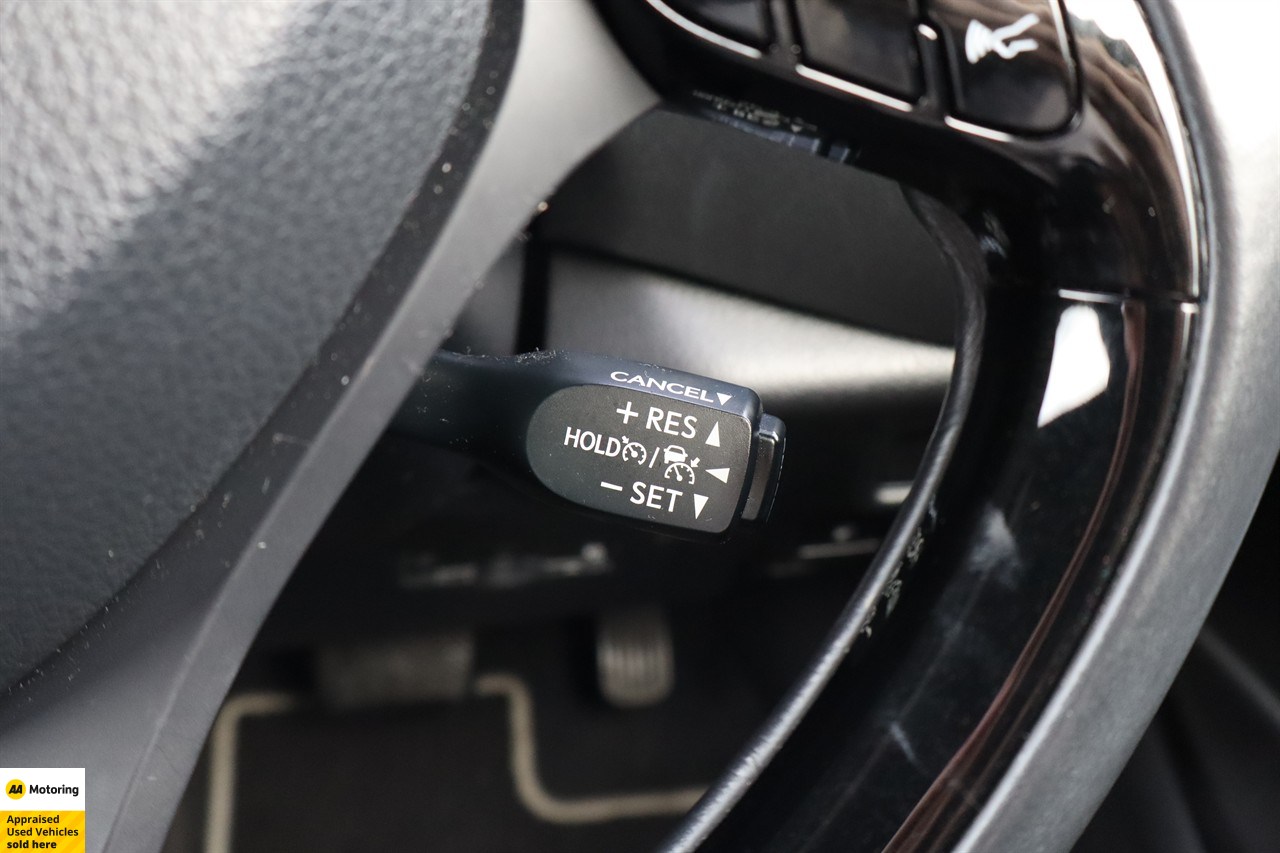 CANCEL▼
+ RES ▲
HOLD / ◀
− SET ▼
AA Motoring
Appraised
Used Vehicles
sold here